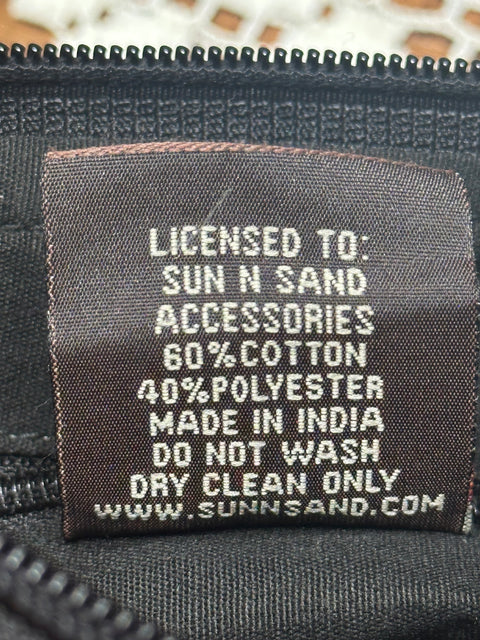 LICENSED TO:
SUN N SAND
ACCESSORIES
60%COTTON
40%POLYESTER
MADE IN INDIA
DO NOT WASH
DRY CLEAN ONLY
WWW.SUNNSAND.COM